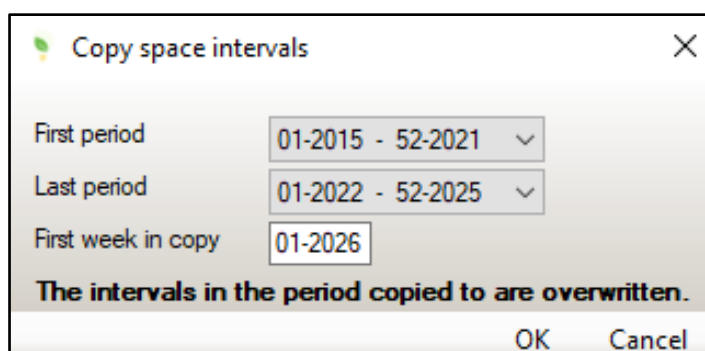 Copy space intervals
First period 01-2015 - 52-2021
Last period 01-2022 - 52-2025
First week in copy 01-2026
The intervals in the period copied to are overwritten.
OK Cancel